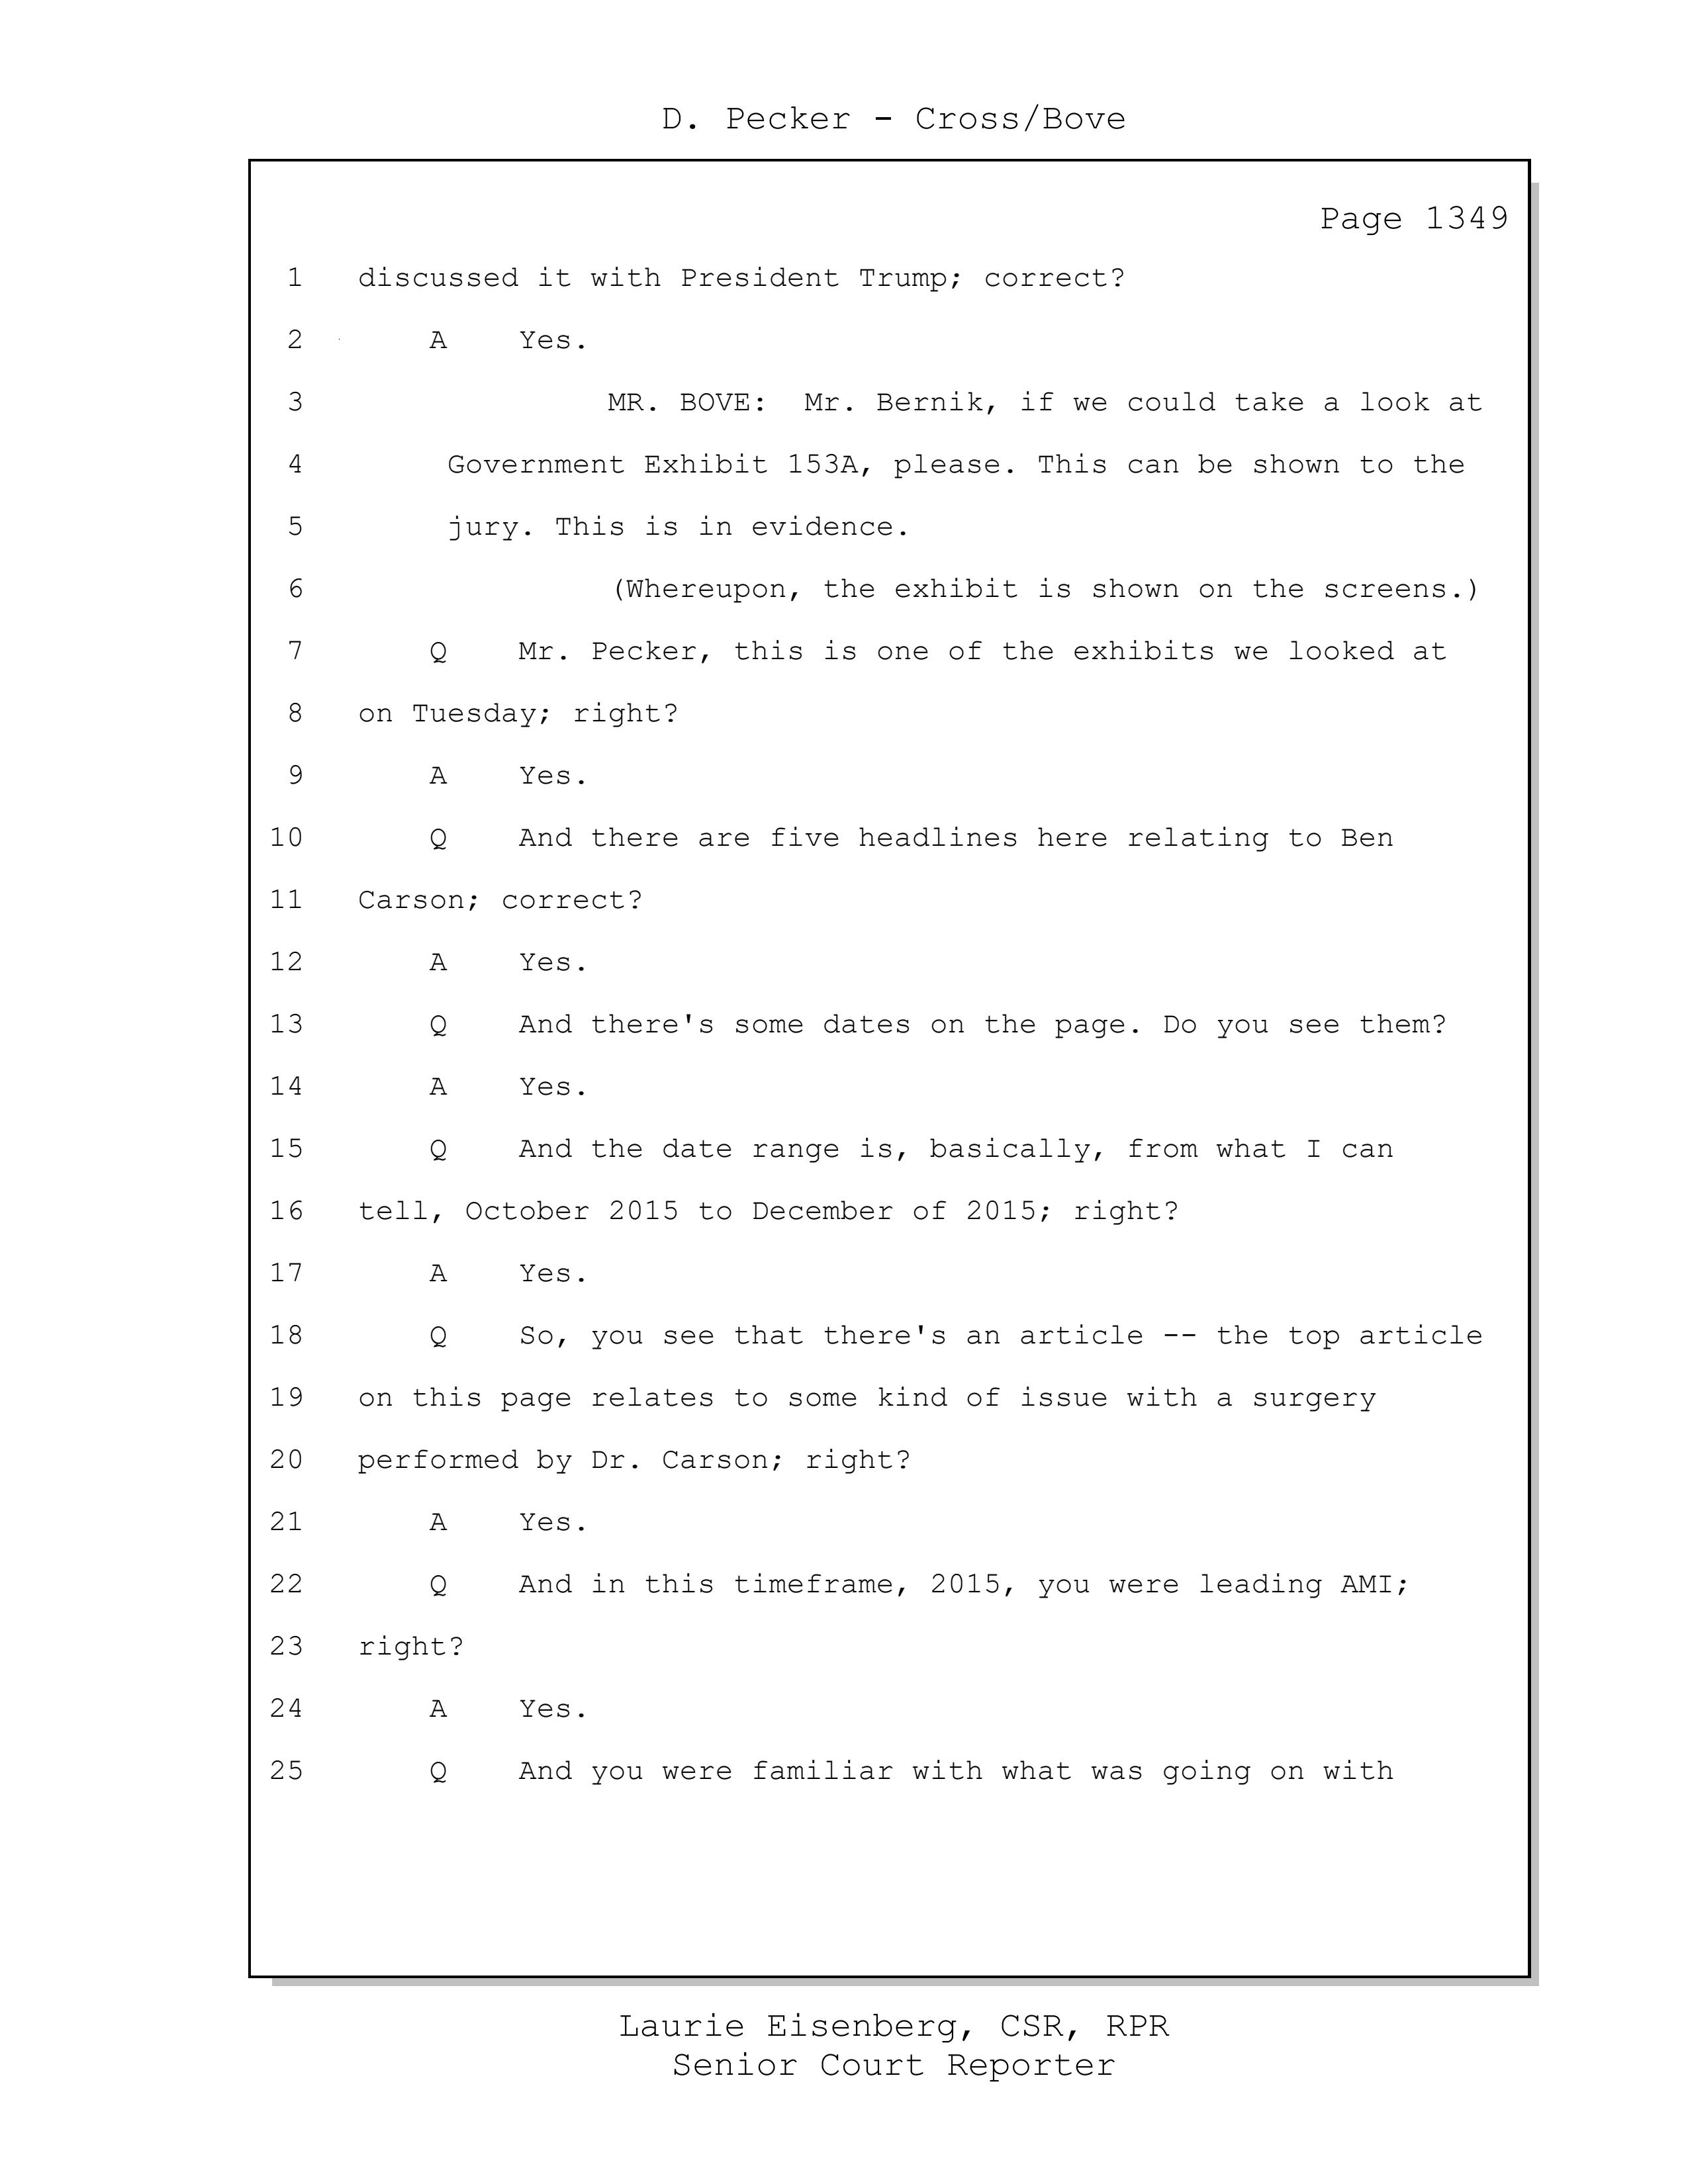 D. Pecker - Cross/Bove
Page 1349
1 discussed it with President Trump; correct?
2 A Yes.
3 MR. BOVE: Mr. Bernik, if we could take a look at
4 Government Exhibit 153A, please. This can be shown to the
5 jury. This is in evidence.
6 (Whereupon, the exhibit is shown on the screens.)
7 Q Mr. Pecker, this is one of the exhibits we looked at
8 on Tuesday; right?
9 A Yes.
10 Q And there are five headlines here relating to Ben
11 Carson; correct?
12 A Yes.
13 Q And there's some dates on the page. Do you see them?
14 A Yes.
15 Q And the date range is, basically, from what I can
16 tell, October 2015 to December of 2015; right?
17 A Yes.
18 Q So, you see that there's an article -- the top article
19 on this page relates to some kind of issue with a surgery
20 performed by Dr. Carson; right?
21 A Yes.
22 Q And in this timeframe, 2015, you were leading AMI;
23 right?
24 A Yes.
25 Q And you were familiar with what was going on with
Laurie Eisenberg, CSR, RPR
Senior Court Reporter